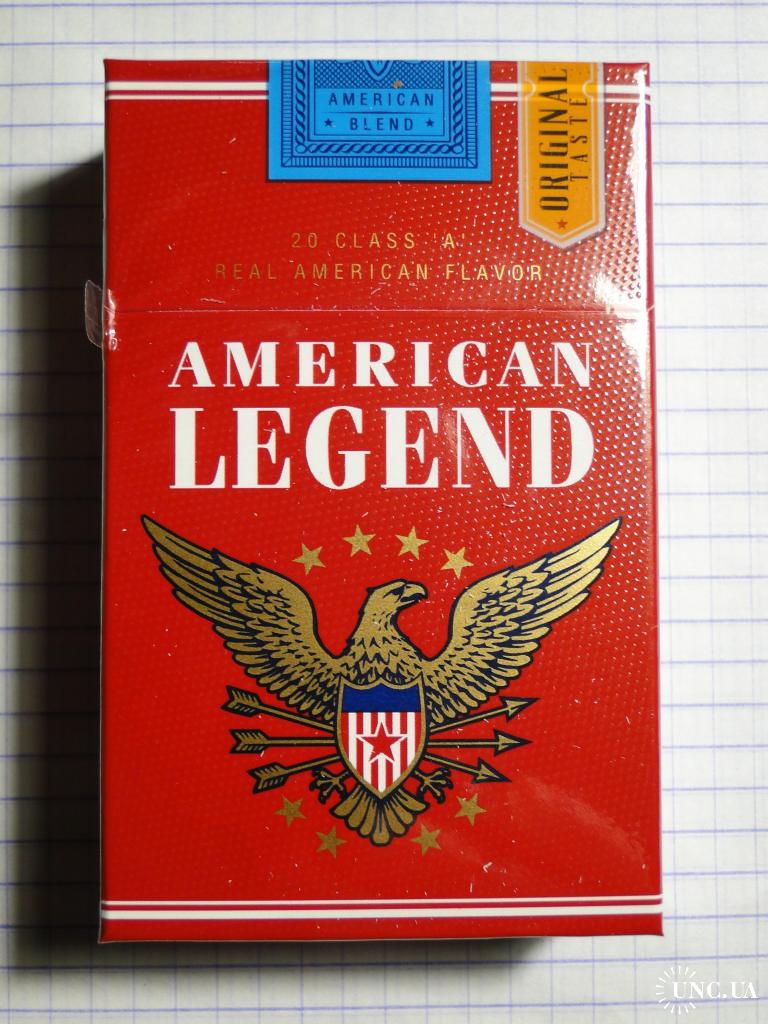 AMERICAN
BLEND
ORIGINAL
TASTE
20 CLASS 'A'
REAL AMERICAN FLAVOR
AMERICAN
LEGEND
UNC.UA